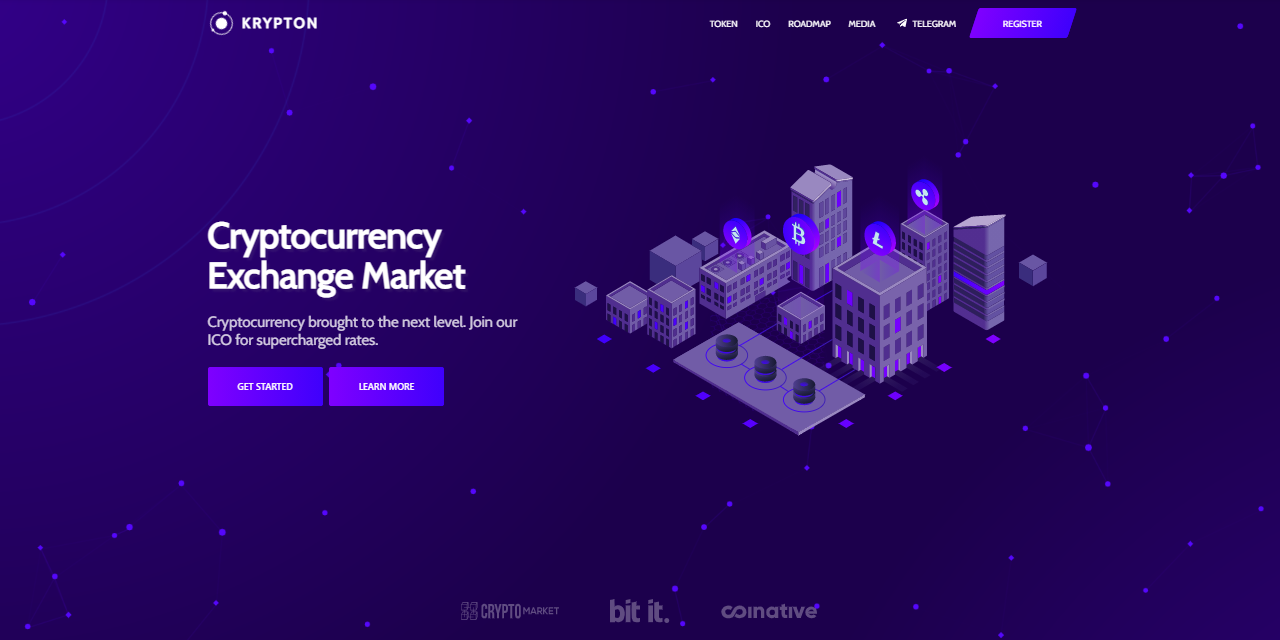 KRYPTON
TOKEN ICO ROADMAP MEDIA TELEGRAM REGISTER
Cryptocurrency
Exchange Market
Cryptocurrency brought to the next level. Join our
ICO for supercharged rates.
GET STARTED LEARN MORE
CRYPTO MARKET bit it. coinative